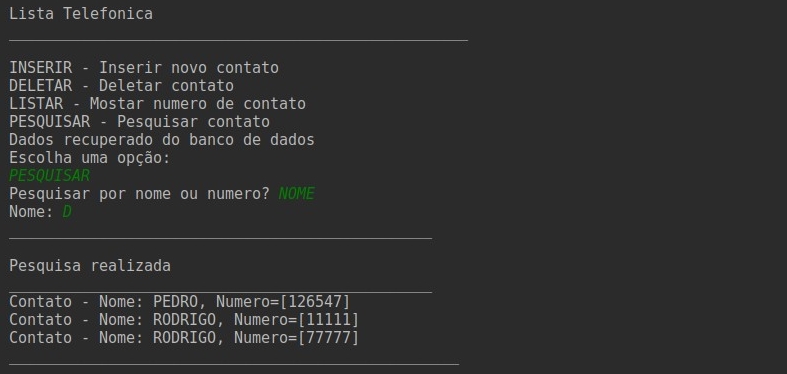 Lista Telefonica
INSERIR - Inserir novo contato
DELETAR - Deletar contato
LISTAR - Mostar numero de contato
PESQUISAR - Pesquisar contato
Dados recuperado do banco de dados
Escolha uma opção:
PESQUISAR
Pesquisar por nome ou numero? NOME
Nome: D
Pesquisa realizada
Contato - Nome: PEDRO, Numero=[126547]
Contato - Nome: RODRIGO, Numero=[11111]
Contato - Nome: RODRIGO, Numero=[77777]